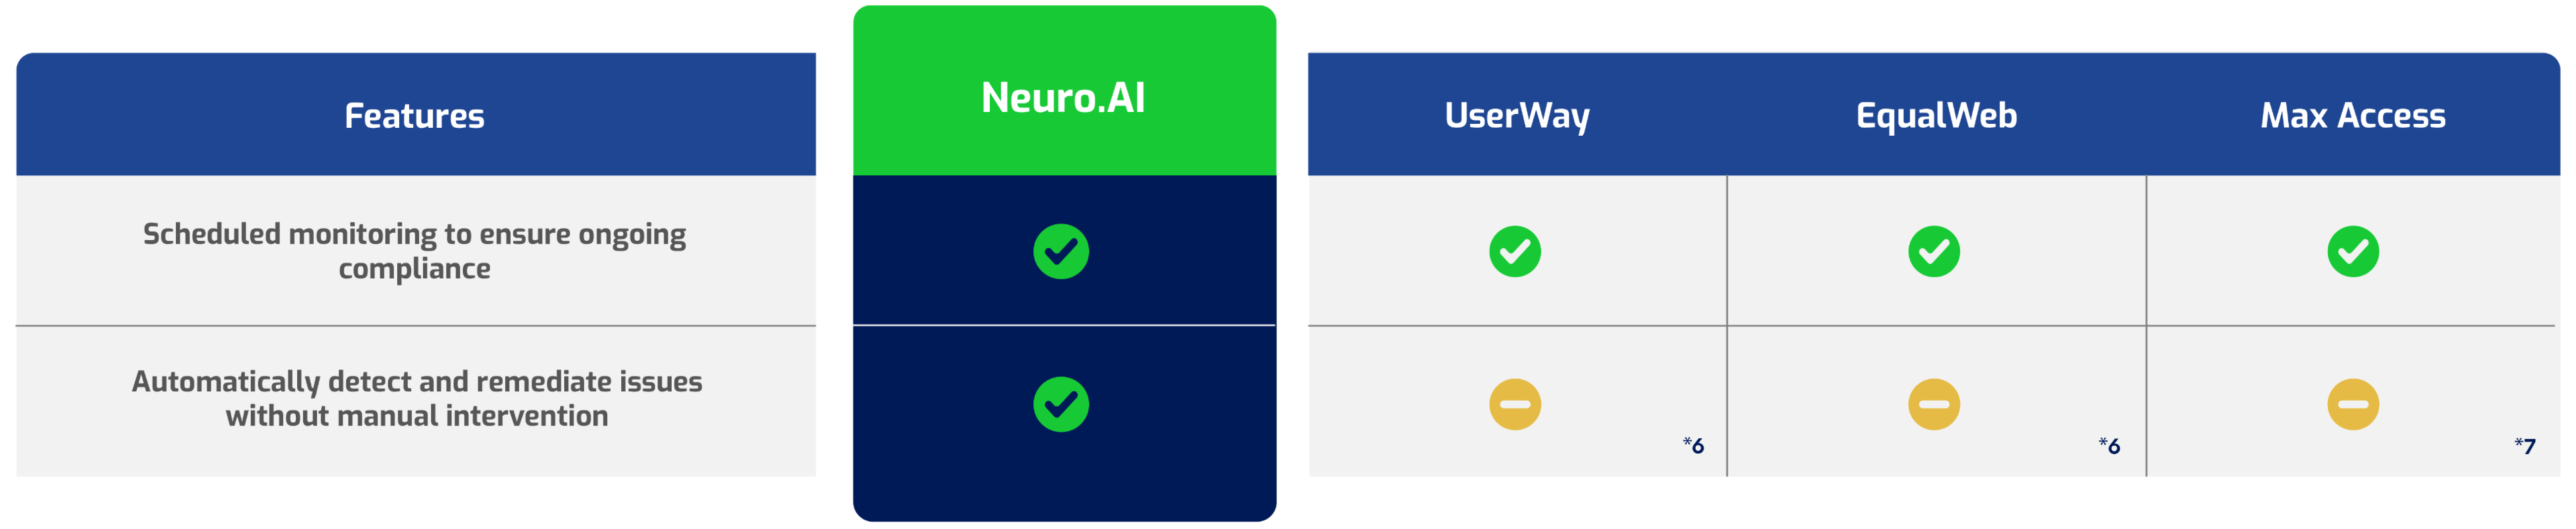 Features
Neuro.AI
UserWay
EqualWeb
Max Access
Scheduled monitoring to ensure ongoing
compliance
Automatically detect and remediate issues
without manual intervention
*6
*6
*7